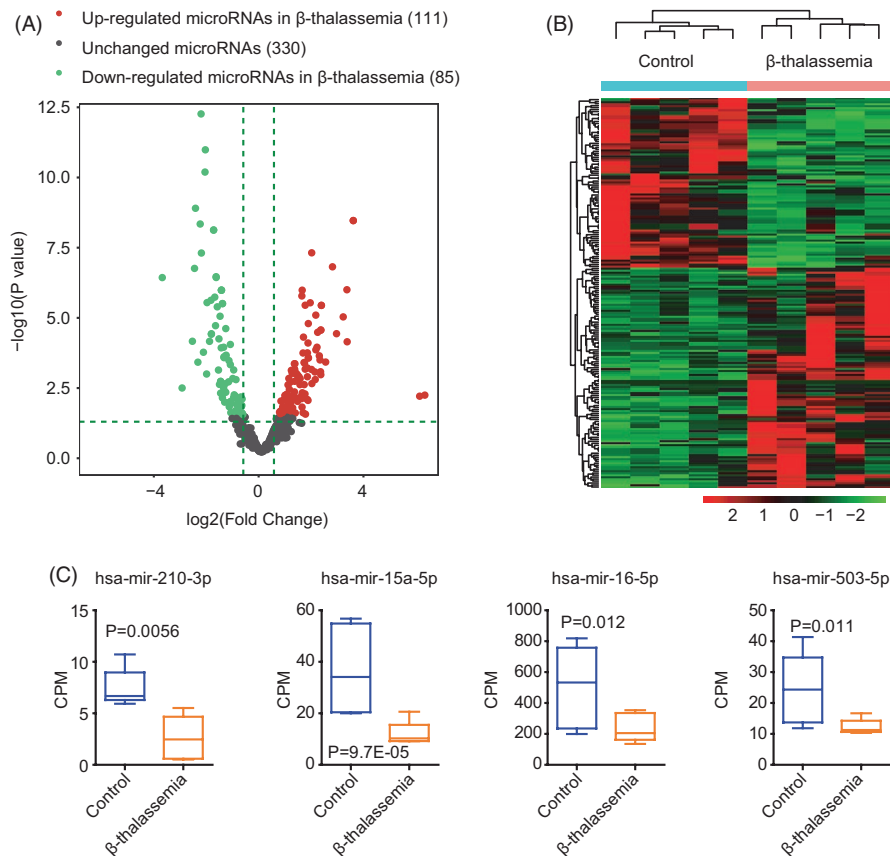 (A)
Up-regulated microRNAs in β-thalassemia (111)
Unchanged microRNAs (330)
Down-regulated microRNAs in β-thalassemia (85)
12.5
10.0
7.5
5.0
2.5
0.0
−log10(P value)
−4
0
4
log2(Fold Change)
(B)
Control
β-thalassemia
2 1 0 −1 −2
(C)
hsa-mir-210-3p
15
10
5
0
CPM
P=0.0056
Control
β-thalassemia
hsa-mir-15a-5p
60
40
20
0
CPM
P=9.7E-05
Control
β-thalassemia
hsa-mir-16-5p
1000
800
600
400
200
0
CPM
P=0.012
Control
β-thalassemia
hsa-mir-503-5p
50
40
30
20
10
0
CPM
P=0.011
Control
β-thalassemia